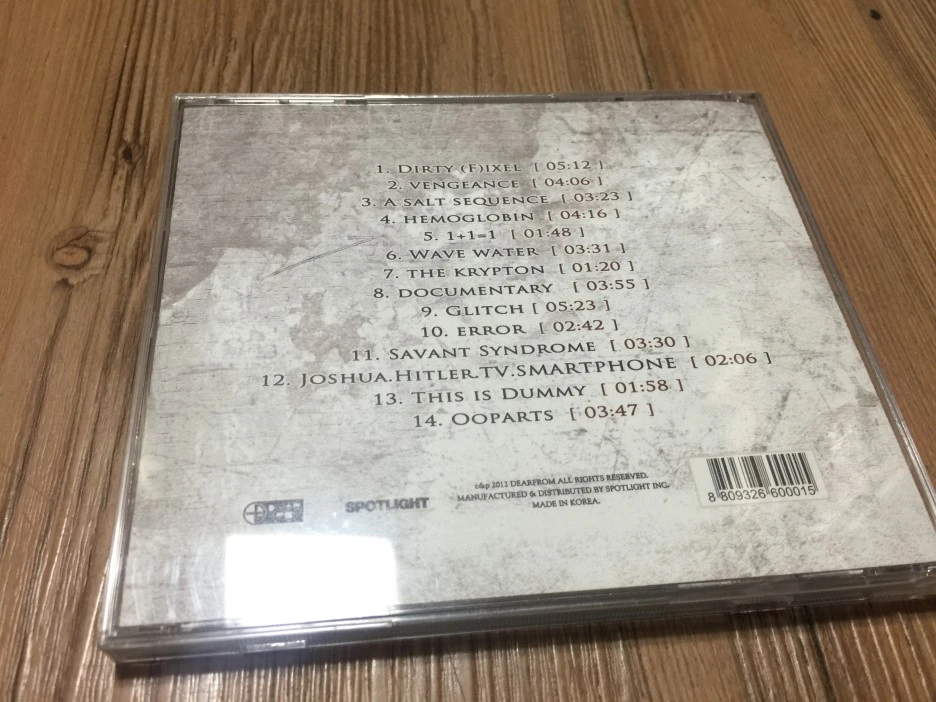 1. Dirty (F)ixel [ 05:12 ]
2. vengeance [ 04:06 ]
3. A salt sequence [ 03:23 ]
4. hemoglobin [ 04:16 ]
5. 1+1=1 [ 01:48 ]
6. Wave water [ 03:31 ]
7. the krypton [ 01:20 ]
8. documentary [ 03:55 ]
9. Glitch [ 05:23 ]
10. error [ 02:42 ]
11. Savant Syndrome [ 03:30 ]
12. Joshua.Hitler.TV.smartphone [ 02:06 ]
13. This is Dummy [ 01:58 ]
14. Ooparts [ 03:47 ]
c&p 2012 DEARFROM ALL RIGHTS RESERVED.
MANUFACTURED & DISTRIBUTED BY SPOTLIGHT INC.
MADE IN KOREA.
SPOTLIGHT
8 809326 600015